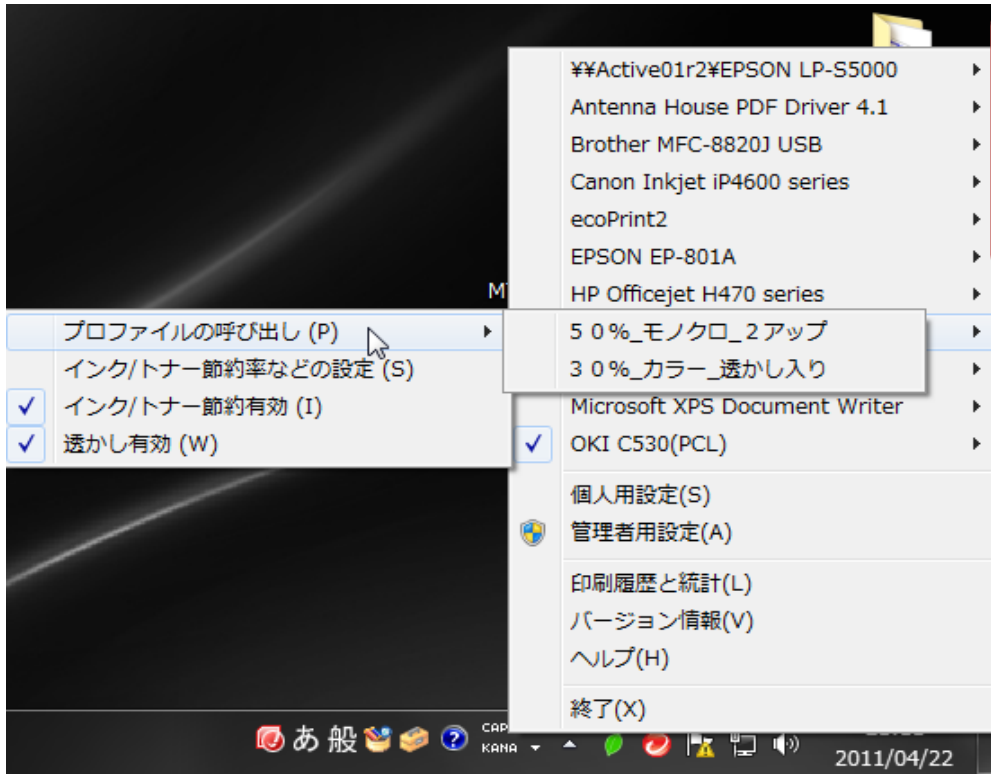 ¥¥Active01r2¥EPSON LP-S5000
Antenna House PDF Driver 4.1
Brother MFC-8820J USB
Canon Inkjet iP4600 series
ecoPrint2
EPSON EP-801A
HP Officejet H470 series
プロファイルの呼び出し (P)
インク/トナー節約率などの設定 (S)
インク/トナー節約有効 (I)
透かし有効 (W)
５０%_モノクロ_２アップ
３０%_カラー_透かし入り
Microsoft XPS Document Writer
OKI C530(PCL)
個人用設定(S)
管理者用設定(A)
印刷履歴と統計(L)
バージョン情報(V)
ヘルプ(H)
終了(X)
あ 般
CAP
KANA
2011/04/22